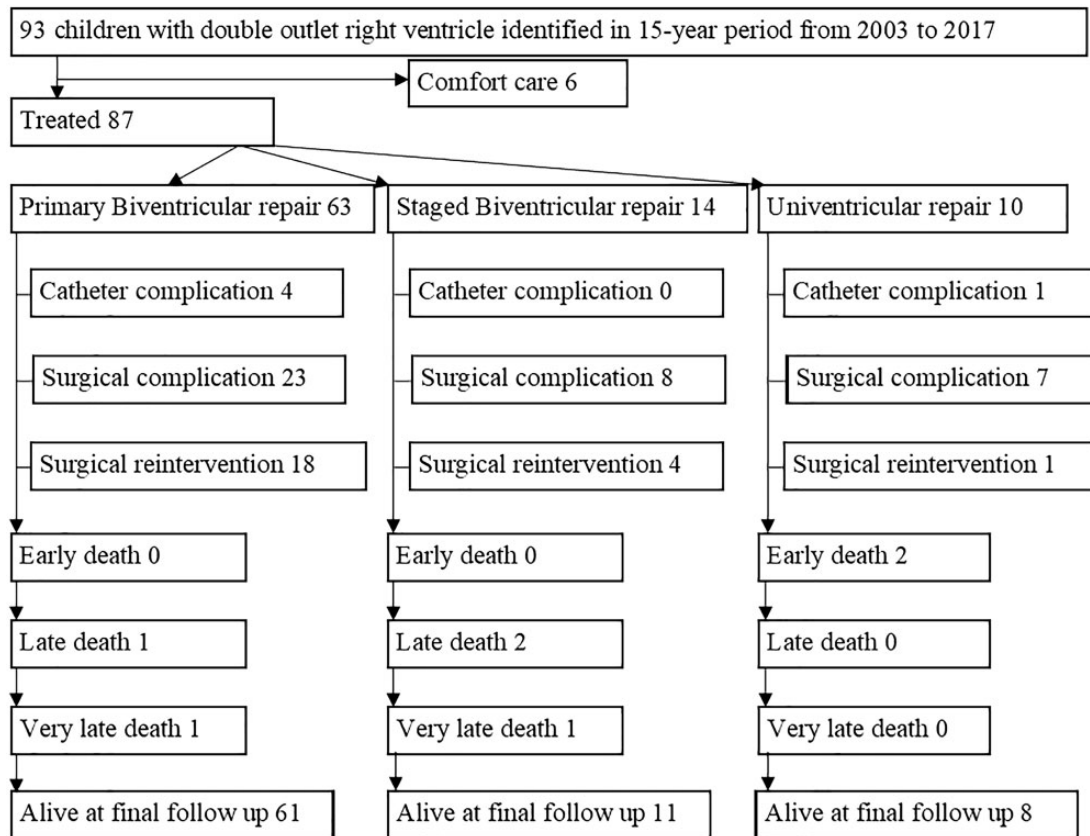 93 children with double outlet right ventricle identified in 15-year period from 2003 to 2017
Comfort care 6
Treated 87
Primary Biventricular repair 63
Staged Biventricular repair 14
Univentricular repair 10
Catheter complication 4
Catheter complication 0
Catheter complication 1
Surgical complication 23
Surgical complication 8
Surgical complication 7
Surgical reintervention 18
Surgical reintervention 4
Surgical reintervention 1
Early death 0
Early death 0
Early death 2
Late death 1
Late death 2
Late death 0
Very late death 1
Very late death 1
Very late death 0
Alive at final follow up 61
Alive at final follow up 11
Alive at final follow up 8